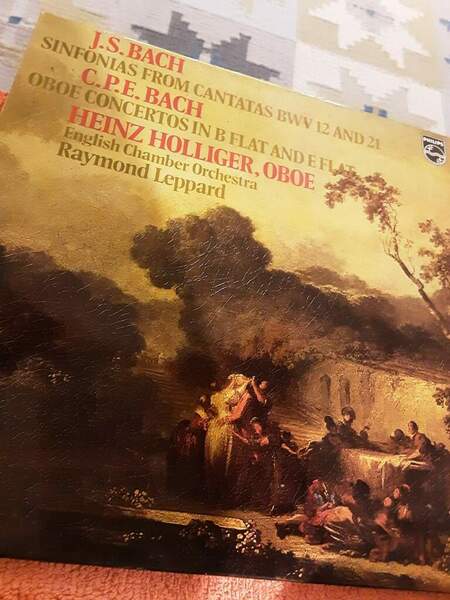 J.S. BACH
SINFONIAS FROM CANTATAS BWV 12 AND 21
C.P.E. BACH
OBOE CONCERTOS IN B FLAT AND E FLAT
HEINZ HOLLIGER, OBOE
English Chamber Orchestra
Raymond Leppard
PHILIPS